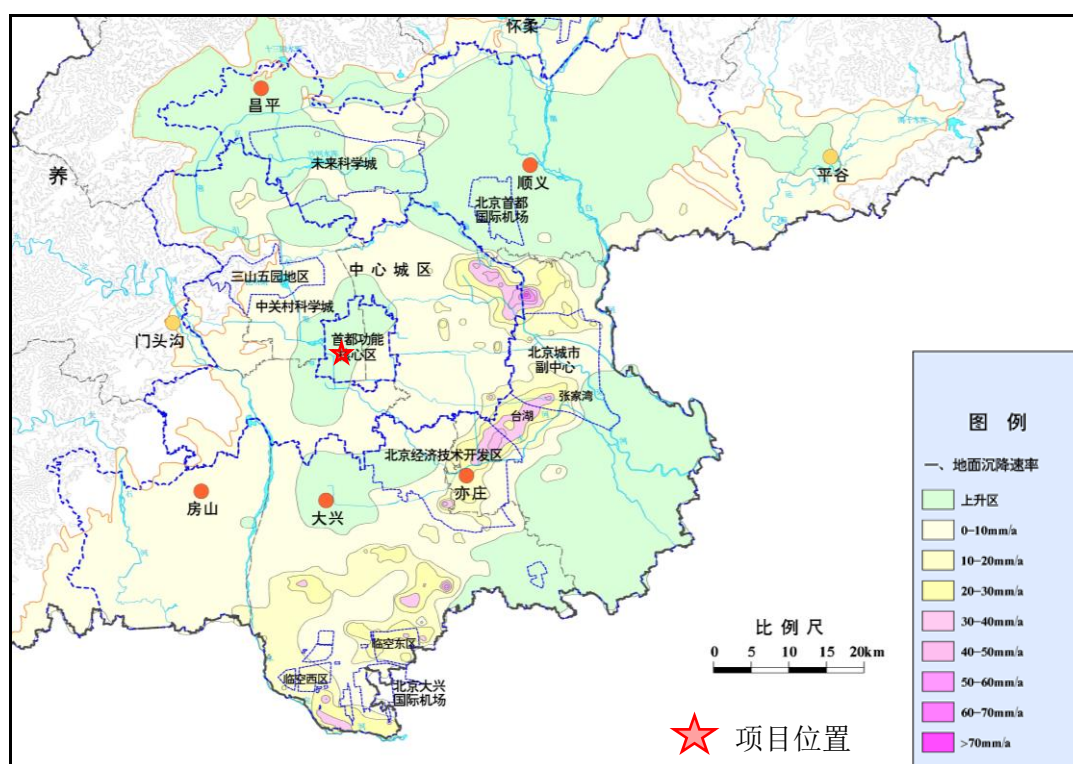 怀柔
昌平
未来科学城
顺义
平谷
养
北京首都
国际机场
三山五园地区
中心城区
中关村科学城
门头沟
首都功能
核心区
北京城市
副中心
张家湾
台湖
北京经济技术开发区
亦庄
房山
大兴
临空东区
临空西区
北京大兴
国际机场
比例尺
0 5 10 15 20km
项目位置
图 例
一、地面沉降速率
上升区
0-10mm/a
10-20mm/a
20-30mm/a
30-40mm/a
40-50mm/a
50-60mm/a
60-70mm/a
>70mm/a